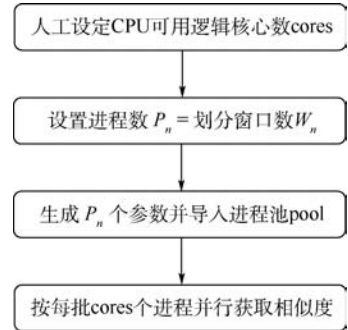 人工设定CPU可用逻辑核心数cores
设置进程数 Pₙ = 划分窗口数Wₙ
生成 Pₙ 个参数并导入进程池pool
按每批cores个进程并行获取相似度